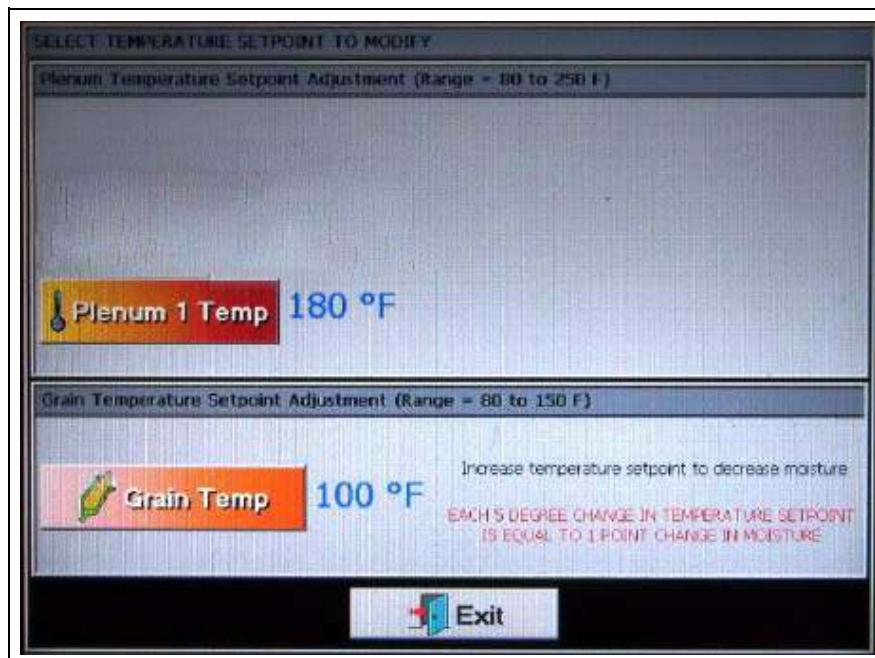 SELECT TEMPERATURE SETPOINT TO MODIFY
Plenum Temperature Setpoint Adjustment (Range = 80 to 250 F)
Plenum 1 Temp
180 °F
Grain Temperature Setpoint Adjustment (Range = 80 to 150 F)
Increase temperature setpoint to decrease moisture
Grain Temp
100 °F
EACH 5 DEGREE CHANGE IN TEMPERATURE SETPOINT
IS EQUAL TO 1 POINT CHANGE IN MOISTURE
Exit